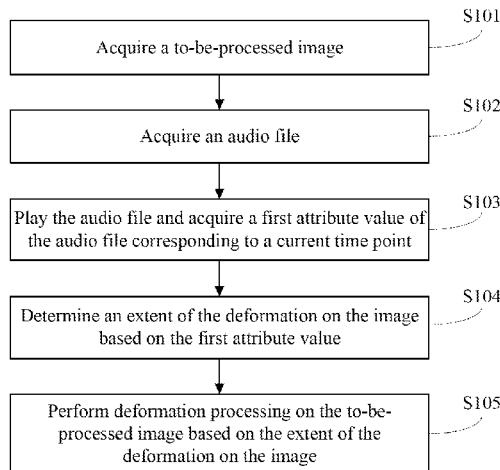 S101
Acquire a to-be-processed image
S102
Acquire an audio file
S103
Play the audio file and acquire a first attribute value of
the audio file corresponding to a current time point
S104
Determine an extent of the deformation on the image
based on the first attribute value
S105
Perform deformation processing on the to-be-
processed image based on the extent of the
deformation on the image